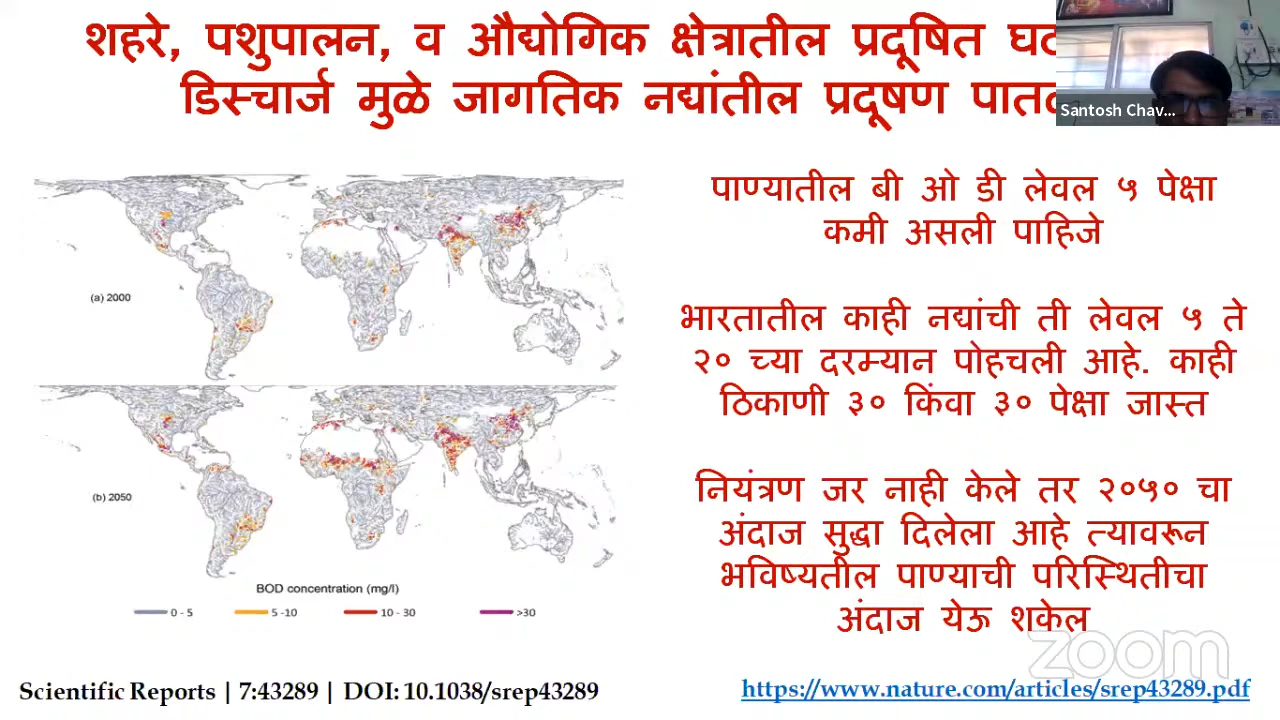 शहरे, पशुपालन, व औद्योगिक क्षेत्रातील प्रदूषित
डिस्चार्ज मुळे जागतिक नद्यांतील प्रदूषण
Santosh Chav...
पाण्यातील बी ओ डी लेवल ५ पेक्षा
कमी असली पाहिजे
भारतातील काही नद्यांची ती लेवल ५ ते
२० च्या दरम्यान पोहचली आहे. काही
ठिकाणी ३० किंवा ३० पेक्षा जास्त
नियंत्रण जर नाही केले तर २०५० चा
अंदाज सुद्धा दिलेला आहे त्यावरून
भविष्यतील पाण्याची परिस्थितीचा
अंदाज येऊ शकेल
(a) 2000
(b) 2050
BOD concentration (mg/l)
0 - 5 5 -10 10 - 30 >30
zoom
Scientific Reports | 7:43289 | DOI: 10.1038/srep43289
https://www.nature.com/articles/srep43289.pdf